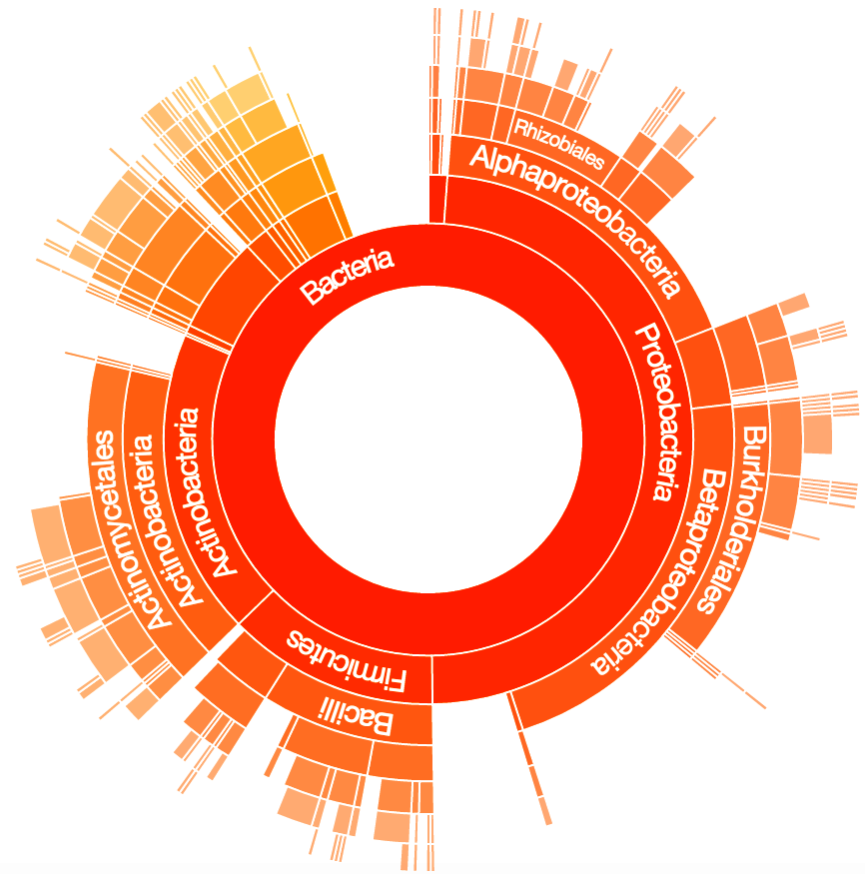 Bacteria
Proteobacteria
Alphaproteobacteria
Rhizobiales
Betaproteobacteria
Burkholderiales
Firmicutes
Bacilli
Actinobacteria
Actinobacteria
Actinomycetales